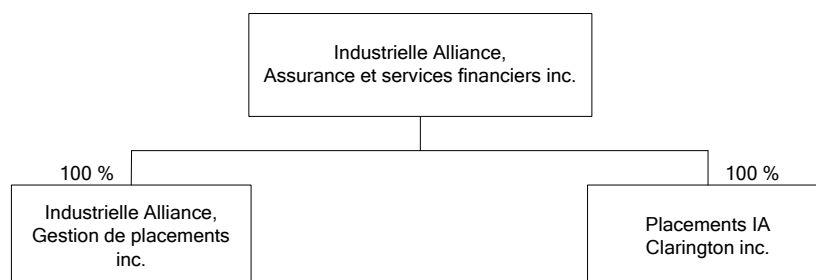 Industrielle Alliance,
Assurance et services financiers inc.
100 %
100 %
Industrielle Alliance,
Gestion de placements
inc.
Placements IA
Clarington inc.